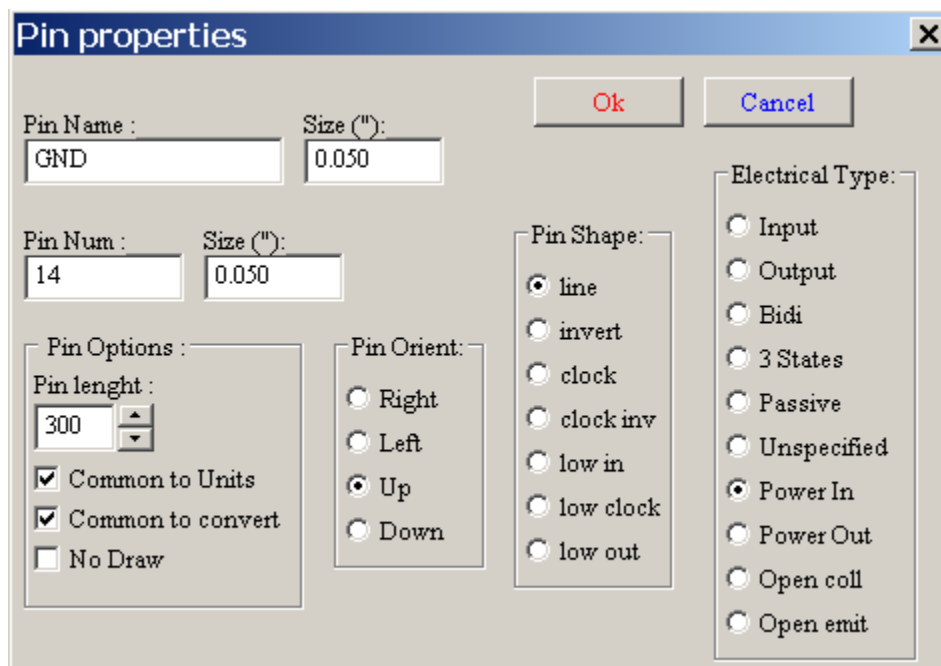 Pin properties
Ok
Cancel
Pin Name :
Size ("):
GND
0.050
Pin Num :
Size ("):
14
0.050
Pin Options :
Pin lenght :
300
Common to Units
Common to convert
No Draw
Pin Orient:
Right
Left
Up
Down
Pin Shape:
line
invert
clock
clock inv
low in
low clock
low out
Electrical Type:
Input
Output
Bidi
3 States
Passive
Unspecified
Power In
Power Out
Open coll
Open emit